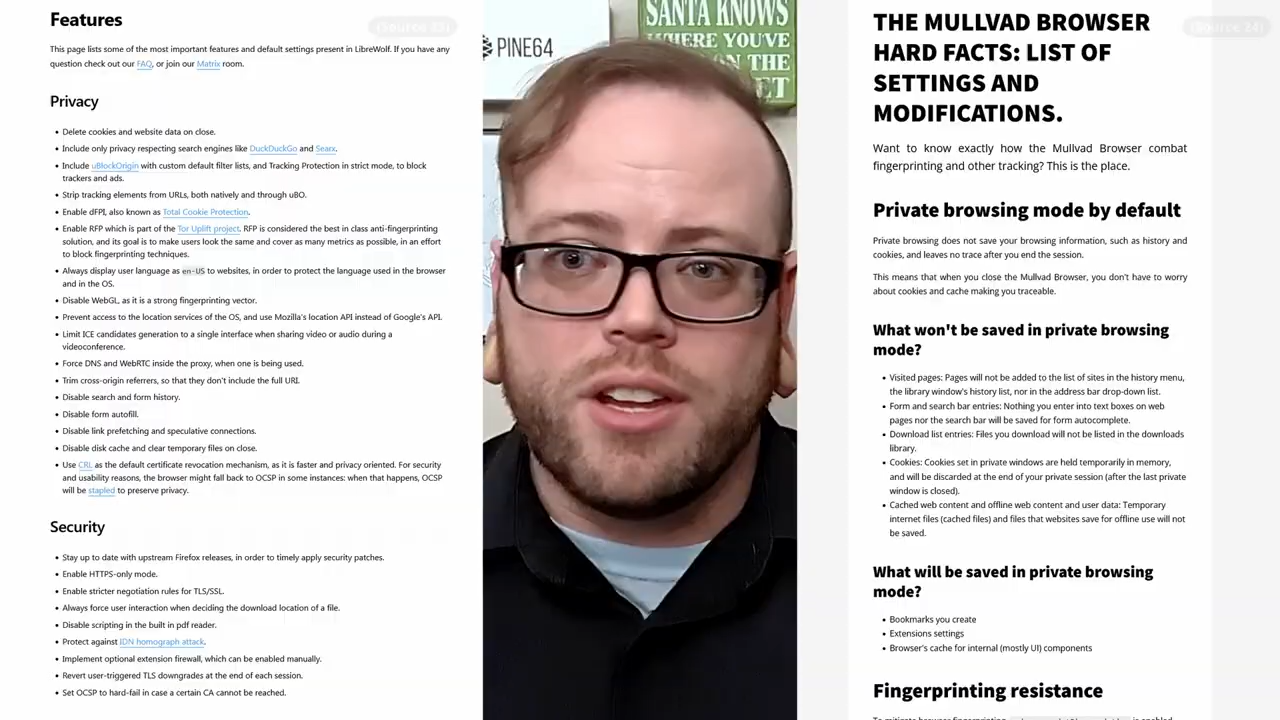 Features
(Source 23)
This page lists some of the most important features and default settings present in LibreWolf. If you have any
question check out our FAQ, or join our Matrix room.
Privacy
• Delete cookies and website data on close.
• Include only privacy respecting search engines like DuckDuckGo and Searx.
• Include uBlockOrigin with custom default filter lists, and Tracking Protection in strict mode, to block
trackers and ads.
• Strip tracking elements from URLs, both natively and through uBO.
• Enable dFPI, also known as Total Cookie Protection.
• Enable RFP which is part of the Tor Uplift project. RFP is considered the best in class anti-fingerprinting
solution, and its goal is to make users look the same and cover as many metrics as possible, in an effort
to block fingerprinting techniques.
• Always display user language as en-US to websites, in order to protect the language used in the browser
and in the OS.
• Disable WebGL, as it is a strong fingerprinting vector.
• Prevent access to the location services of the OS, and use Mozilla's location API instead of Google's API.
• Limit ICE candidates generation to a single interface when sharing video or audio during a
videoconference.
• Force DNS and WebRTC inside the proxy, when one is being used.
• Trim cross-origin referrers, so that they don't include the full URI.
• Disable search and form history.
• Disable form autofill.
• Disable link prefetching and speculative connections.
• Disable disk cache and clear temporary files on close.
• Use CRL as the default certificate revocation mechanism, as it is faster and privacy oriented. For security
and usability reasons, the browser might fall back to OCSP in some instances: when that happens, OCSP
will be stapled to preserve privacy.
Security
• Stay up to date with upstream Firefox releases, in order to timely apply security patches.
• Enable HTTPS-only mode.
• Enable stricter negotiation rules for TLS/SSL.
• Always force user interaction when deciding the download location of a file.
• Disable scripting in the built in pdf reader.
• Protect against IDN homograph attack.
• Implement optional extension firewall, which can be enabled manually.
• Revert user-triggered TLS downgrades at the end of each session.
• Set OCSP to hard-fail in case a certain CA cannot be reached.
PINE64
SANTA KNOWS
WHERE YOU'VE
ON THE
ET
THE MULLVAD BROWSER
(Source 24)
HARD FACTS: LIST OF
SETTINGS AND
MODIFICATIONS.
Want to know exactly how the Mullvad Browser combat
fingerprinting and other tracking? This is the place.
Private browsing mode by default
Private browsing does not save your browsing information, such as history and
cookies, and leaves no trace after you end the session.
This means that when you close the Mullvad Browser, you don't have to worry
about cookies and cache making you traceable.
What won't be saved in private browsing
mode?
• Visited pages: Pages will not be added to the list of sites in the history menu,
the library window's history list, nor in the address bar drop-down list.
• Form and search bar entries: Nothing you enter into text boxes on web
pages nor the search bar will be saved for form autocomplete.
• Download list entries: Files you download will not be listed in the downloads
library.
• Cookies: Cookies set in private windows are held temporarily in memory,
and will be discarded at the end of your private session (after the last private
window is closed).
• Cached web content and offline web content and user data: Temporary
internet files (cached files) and files that websites save for offline use will not
be saved.
What will be saved in private browsing
mode?
• Bookmarks you create
• Extensions settings
• Browser's cache for internal (mostly UI) components
Fingerprinting resistance
To mitigate browser fingerprinting is enabled